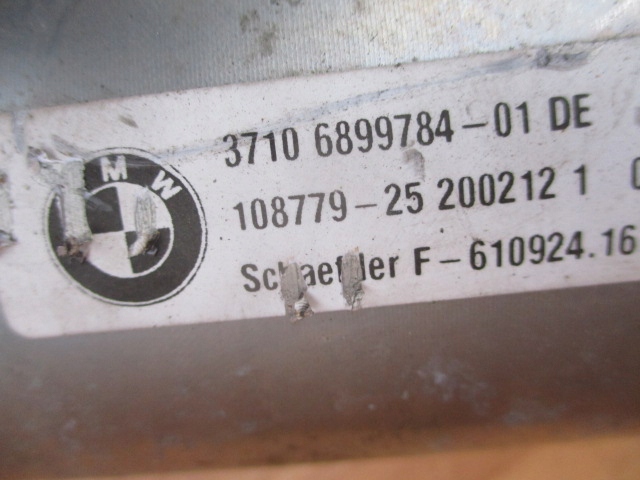 BMW
3710 6899784-01 DE
108779-25 200212 1
Schaeffler F-610924.16